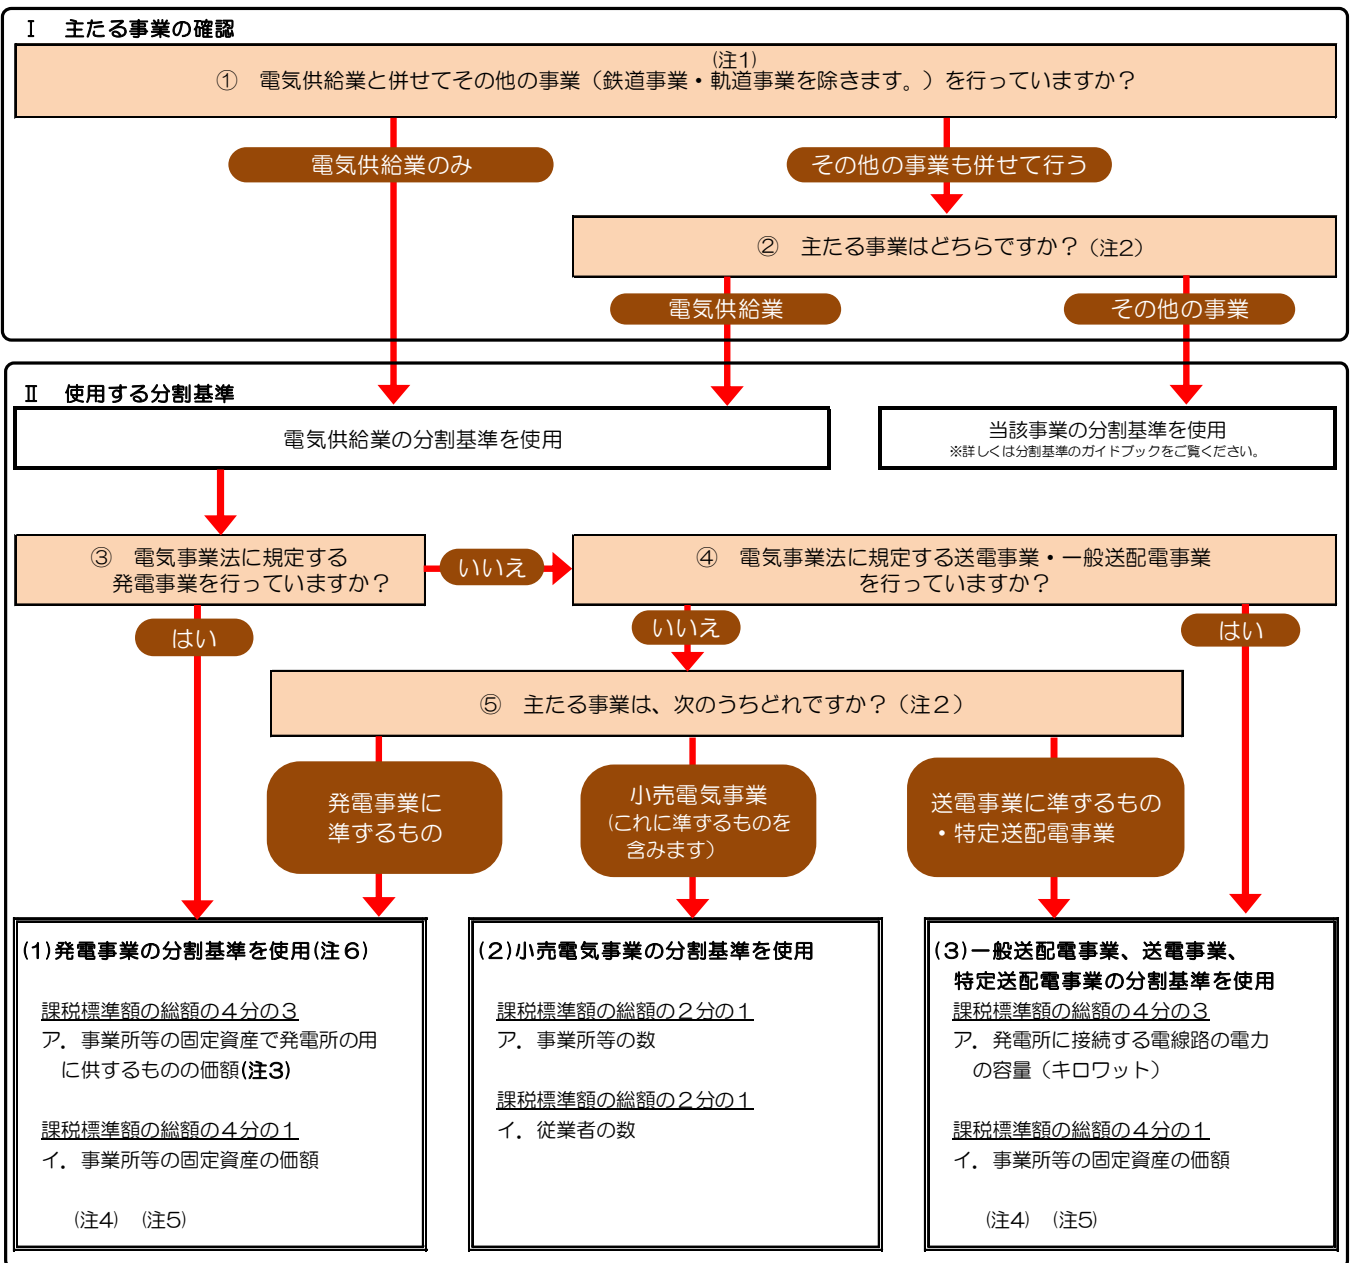 Ⅰ　主たる事業の確認
(注1)
①　電気供給業と併せてその他の事業（鉄道事業・軌道事業を除きます。）を行っていますか？
電気供給業のみ
その他の事業も併せて行う
②　主たる事業はどちらですか？（注2）
電気供給業
その他の事業
Ⅱ　使用する分割基準
電気供給業の分割基準を使用
当該事業の分割基準を使用
※詳しくは分割基準のガイドブックをご覧ください。
③　電気事業法に規定する
発電事業を行っていますか？
いいえ
④　電気事業法に規定する送電事業・一般送配電事業
を行っていますか？
はい
いいえ
はい
⑤　主たる事業は、次のうちどれですか？（注２）
発電事業に
準ずるもの
小売電気事業
(これに準ずるものを
含みます）
送電事業に準ずるもの
・特定送配電事業
(1)発電事業の分割基準を使用(注６)
課税標準額の総額の４分の３
ア．事業所等の固定資産で発電所の用
に供するものの価額(注3)
課税標準額の総額の４分の１
イ．事業所等の固定資産の価額
(注4)　(注5)
(２)小売電気事業の分割基準を使用
課税標準額の総額の２分の１
ア．事業所等の数
課税標準額の総額の２分の１
イ．従業者の数
(３)一般送配電事業、送電事業、
特定送配電事業の分割基準を使用
課税標準額の総額の４分の３
ア．発電所に接続する電線路の電力
の容量（キロワット）
課税標準額の総額の４分の１
イ．事業所等の固定資産の価額
(注4)　(注5)